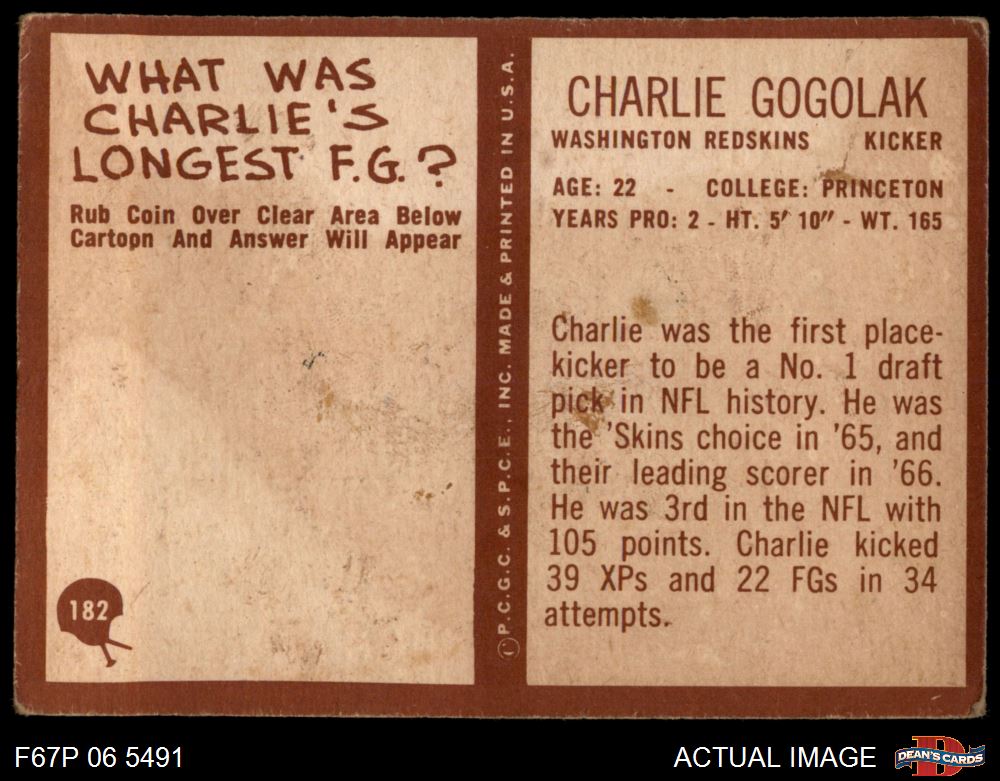 WHAT WAS
CHARLIE'S
LONGEST F.G.?
Rub Coin Over Clear Area Below
Cartoon And Answer Will Appear
182
©P.C.G.C. & S.P.C.E., INC. MADE & PRINTED IN U.S.A.
CHARLIE GOGOLAK
WASHINGTON REDSKINS KICKER
AGE: 22 - COLLEGE: PRINCETON
YEARS PRO: 2 - HT. 5' 10" - WT. 165
Charlie was the first place-
kicker to be a No. 1 draft
pick in NFL history. He was
the 'Skins choice in '65, and
their leading scorer in '66.
He was 3rd in the NFL with
105 points. Charlie kicked
39 XPs and 22 FGs in 34
attempts.
F67P 06 5491
ACTUAL IMAGE
D
DEAN'S CARDS